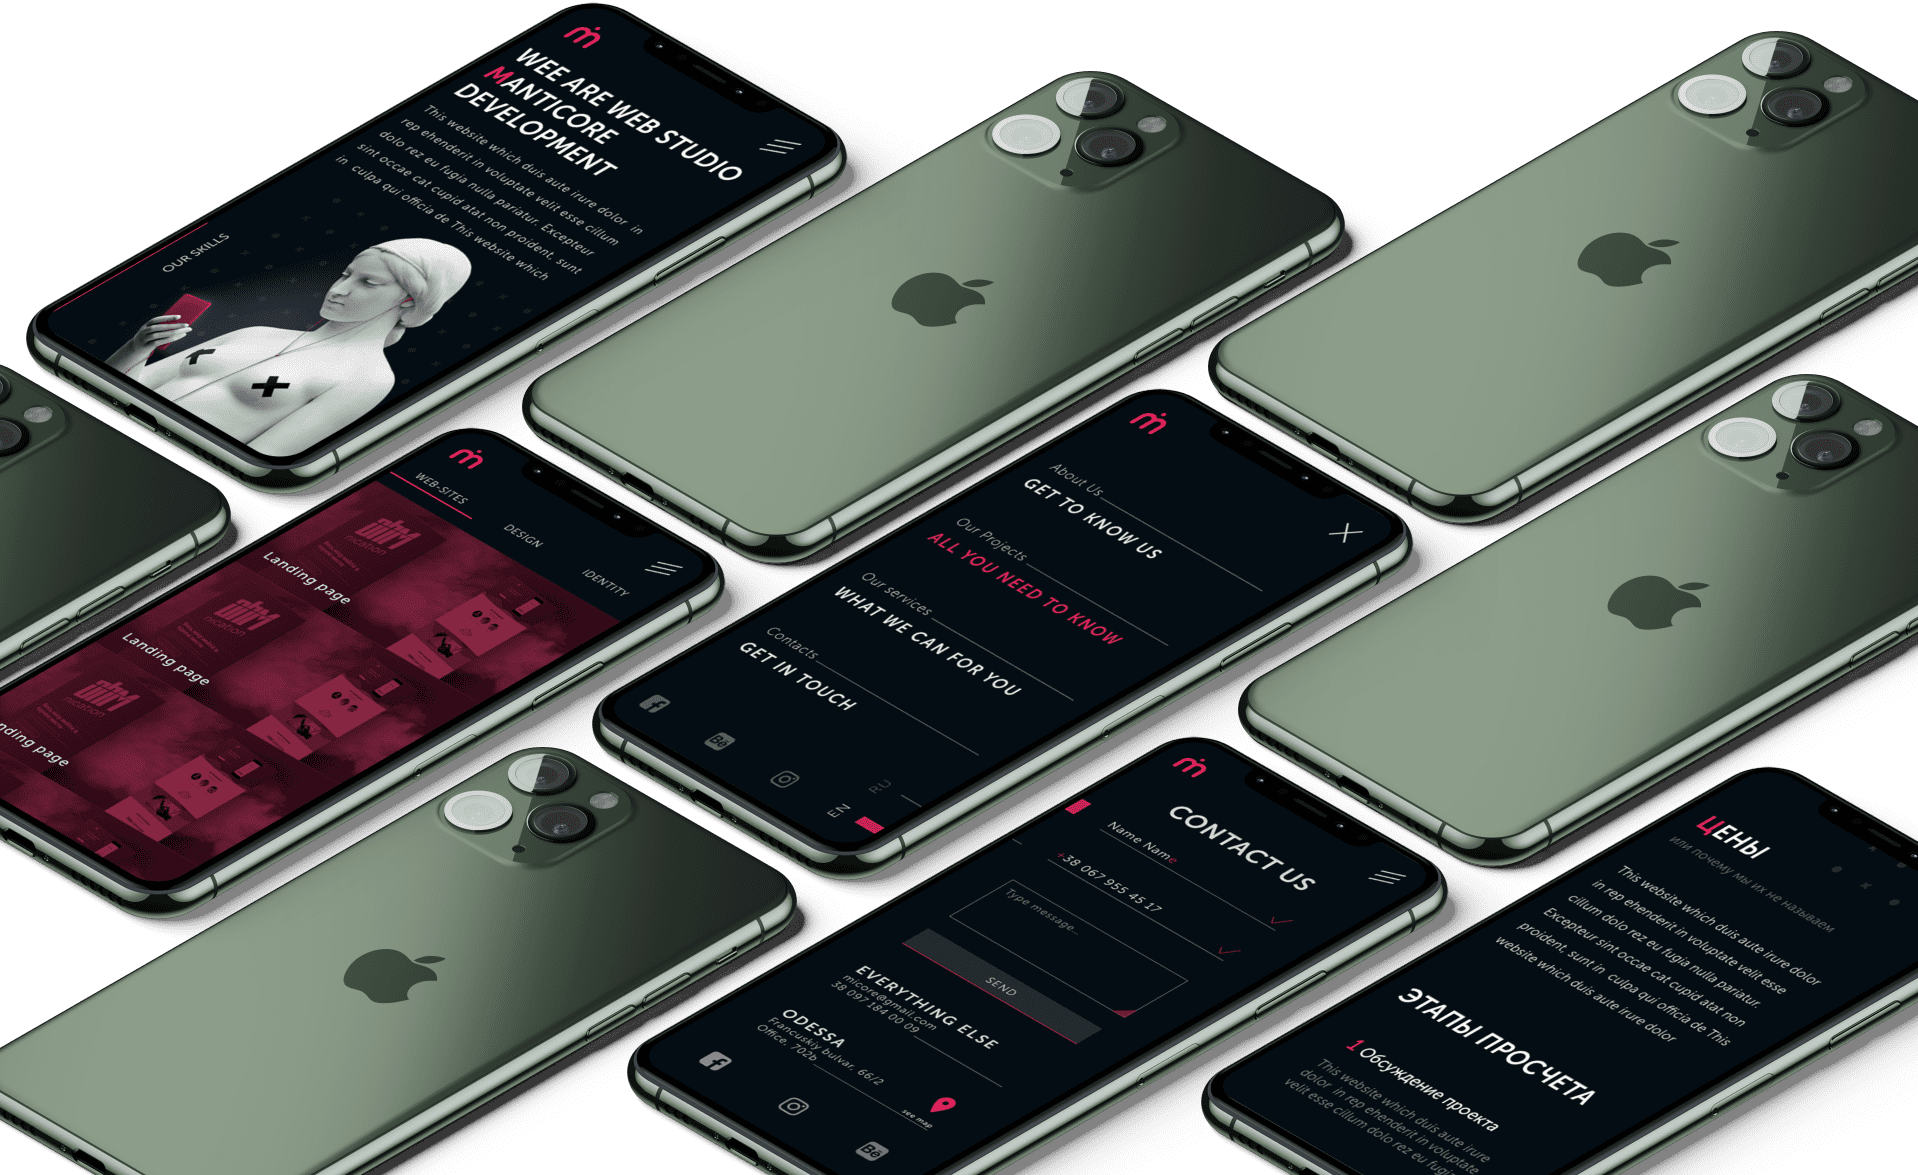 WEE ARE WEB STUDIO
MANTICORE
DEVELOPMENT
This website which duis aute irure dolor in
rep ehenderit in voluptate velit esse cillum
dolo rez eu fugia nulla pariatur. Excepteur
sint occae cat cupid atat non proident, sunt
in culpa qui officia de This website which
OUR SKILLS
WEB-SITES
DESIGN
IDENTITY
nication
Landing page
nication
Landing page
nication
nding page
About Us
GET TO KNOW US
Our Projects
ALL YOU NEED TO KNOW
Our services
WHAT WE CAN FOR YOU
Contacts
GET IN TOUCH
Bē
EN
RU
CONTACT US
Name Name
+38 067 955 45 17
Type message_
SEND
EVERYTHING ELSE
micore@gmail.com
38 097 184 00 09
ODESSA
Francuskiy bulvar, 66/2
Office, 702b
see map
Bē
ЦЕНЫ
или почему мы их не называем
This website which duis aute irure dolor
in rep ehenderit in voluptate velit esse
cillum dolo rez eu fugia nulla pariatur.
Excepteur sint occae cat cupid atat non
proident, sunt in culpa qui officia de This
website which duis aute irure dolor
ЭТАПЫ ПРОСЧЕТА
1 Обсуждение проекта
This website which duis aute irure
dolor in rep ehenderit in voluptate
velit esse cillum dolo rez eu